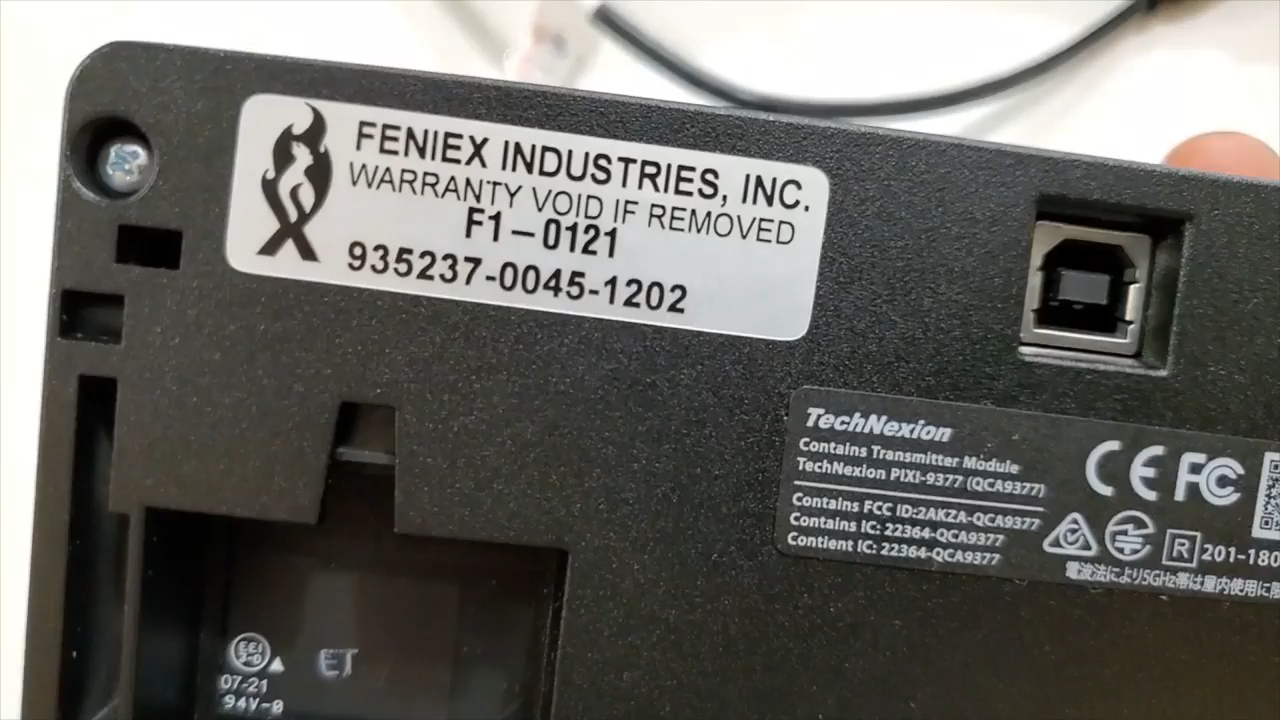 FENIEX INDUSTRIES, INC.
WARRANTY VOID IF REMOVED
F1-0121
935237-0045-1202
TechNexion
Contains Transmitter Module
TechNexion PIXI-9377 (QCA9377)
Contains FCC ID:2AKZA-QCA9377
Contains IC: 22364-QCA9377
Contient IC: 22364-QCA9377
CE FC
R 201-180
電波法により5GHz帯は屋内使用に
ET
07-21
94V-0